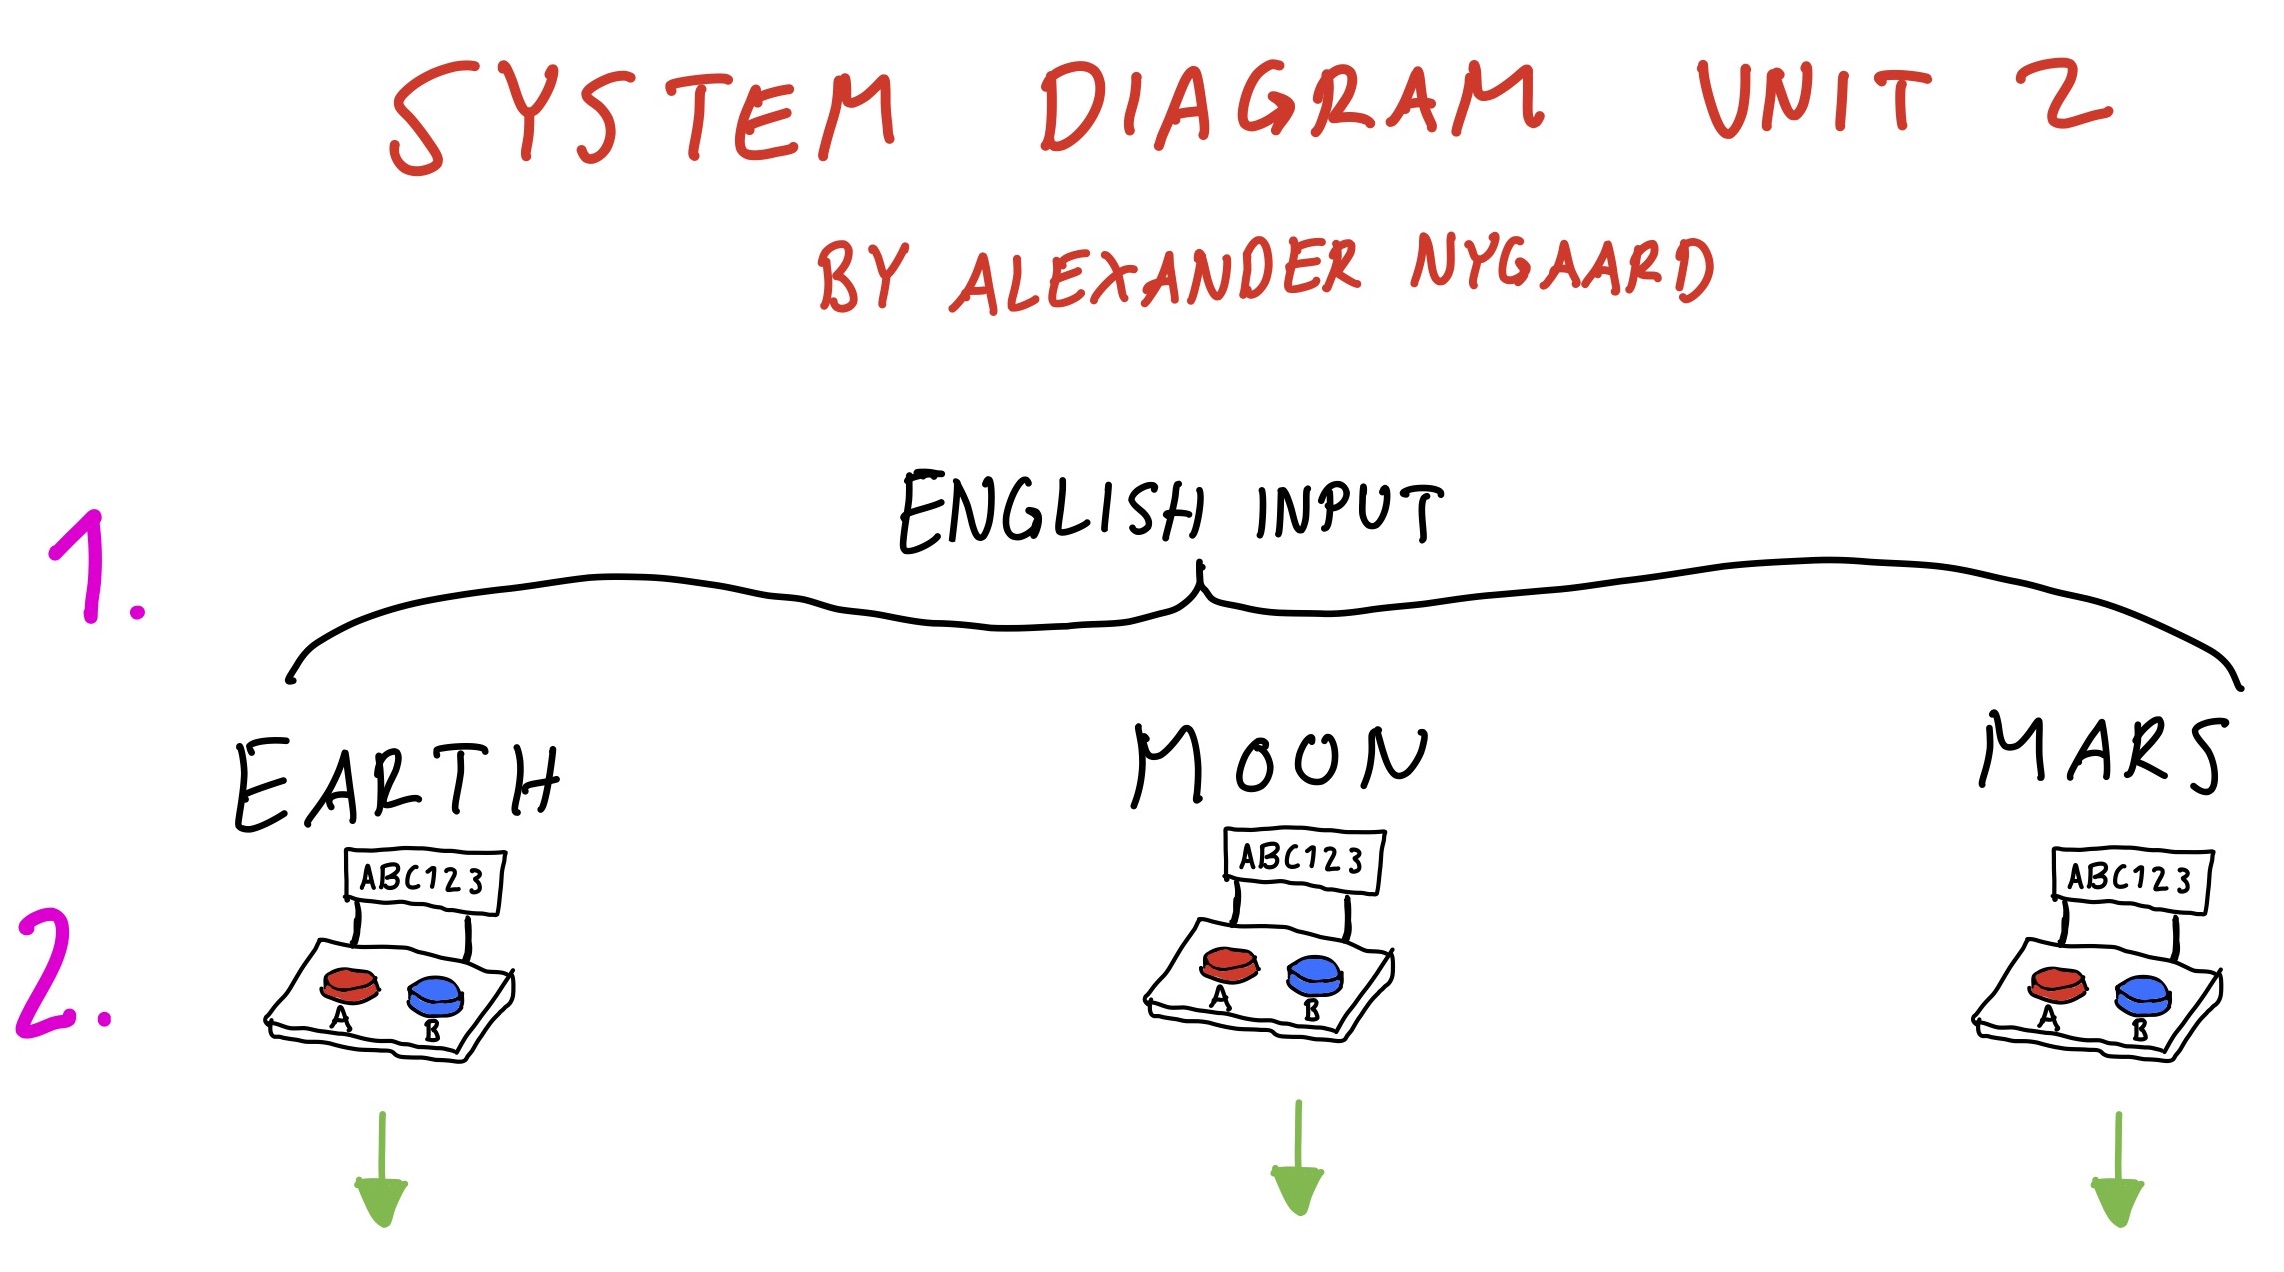 SYSTEM DIAGRAM UNIT 2
BY ALEXANDER NYGAARD
1.
ENGLISH INPUT
EARTH MOON MARS
ABC123 ABC123 ABC123
2.
A B A B A B